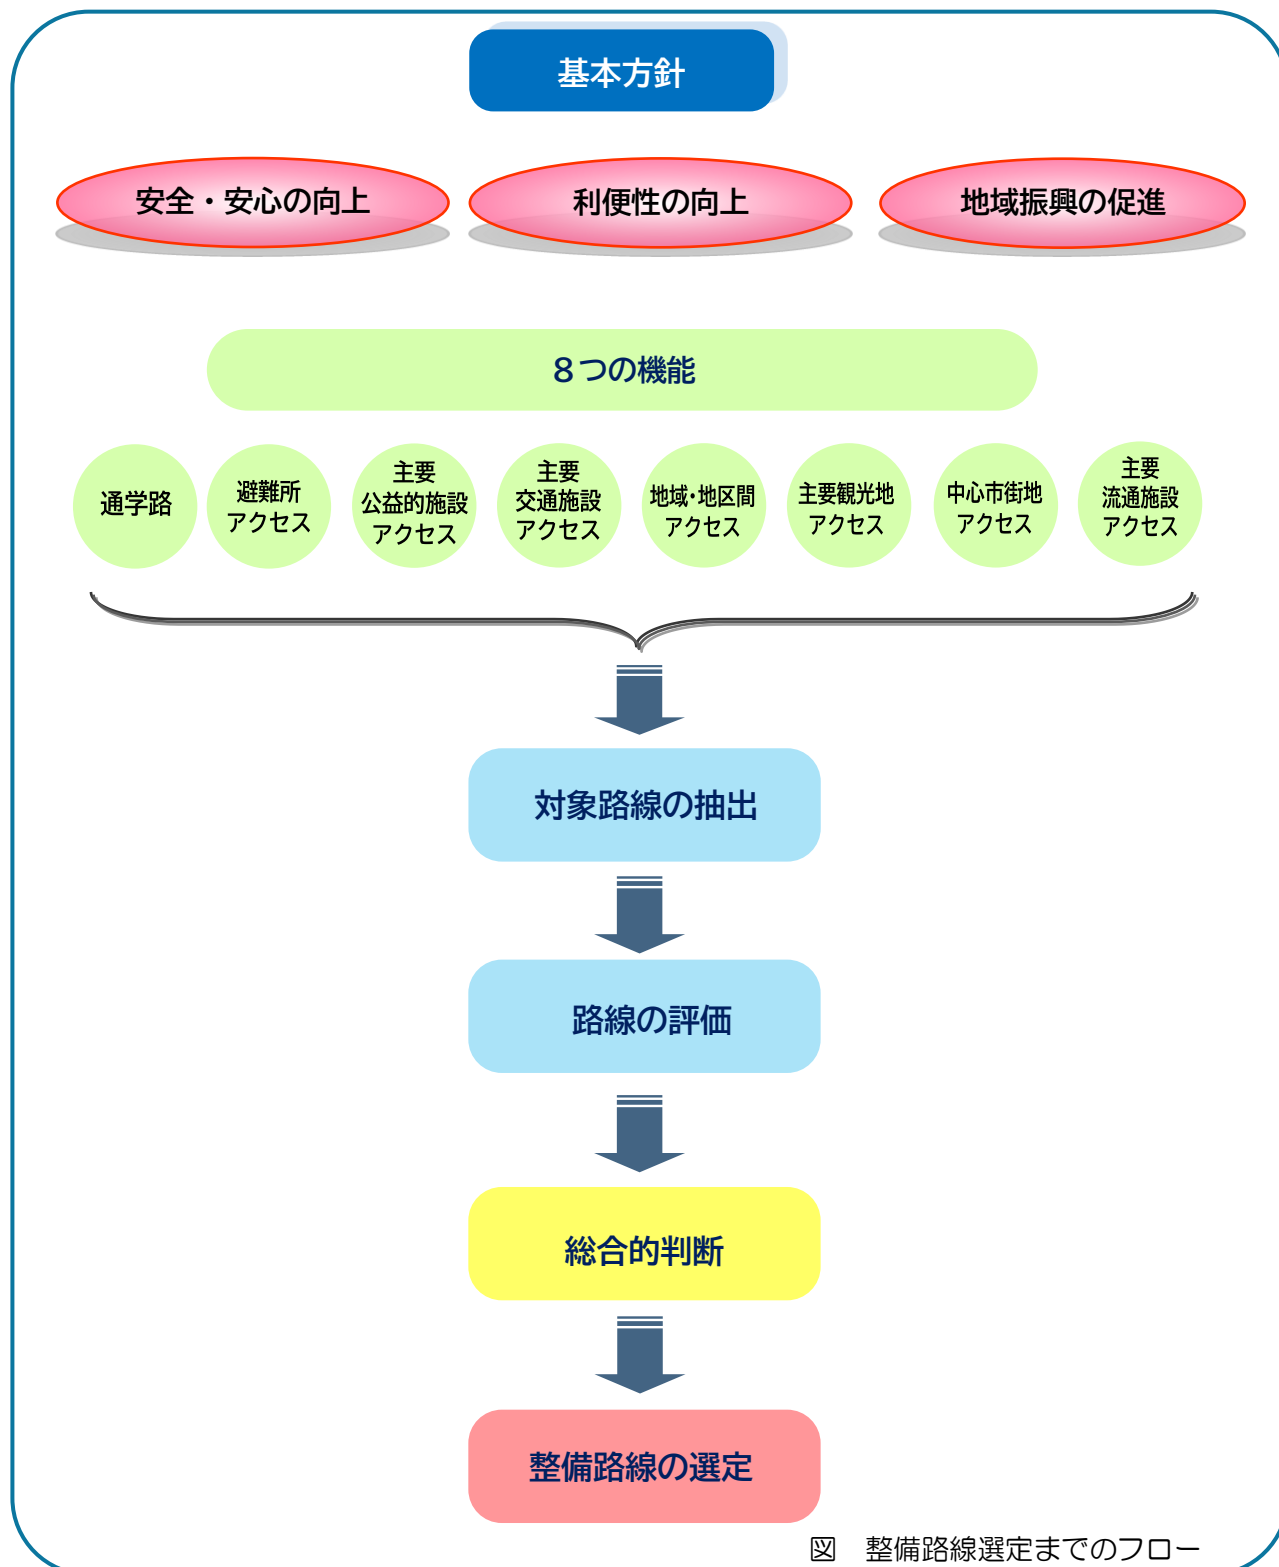 基本方針
安全・安心の向上
利便性の向上
地域振興の促進
８つの機能
通学路
避難所
アクセス
主要
公益的施設
アクセス
主要
交通施設
アクセス
地域･地区間
アクセス
主要観光地
アクセス
中心市街地
アクセス
主要
流通施設
アクセス
対象路線の抽出
路線の評価
総合的判断
整備路線の選定
図　整備路線選定までのフロー